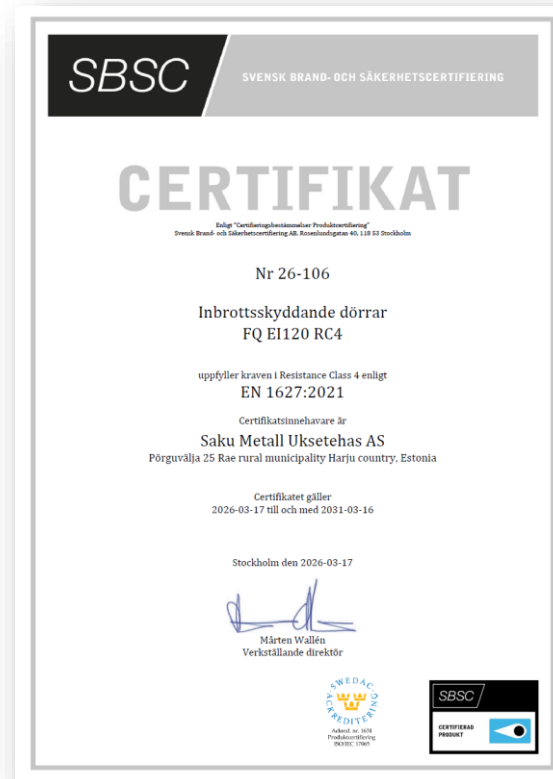 SBSC
SVENSK BRAND- OCH SÄKERHETSCERTIFIERING
CERTIFIKAT
Enligt "Certifieringsbestämmelser Produktcertifiering"
Svensk Brand- och Säkerhetscertifiering AB, Rosenlundsgatan 40, 118 53 Stockholm
Nr 26-106
Inbrottsskyddande dörrar
FQ EI120 RC4
uppfyller kraven i Resistance Class 4 enligt
EN 1627:2021
Certifikatsinnehavare är
Saku Metall Uksetehas AS
Põrguvälja 25 Rae rural municipality Harju country, Estonia
Certifikatet gäller
2026-03-17 till och med 2031-03-16
Stockholm den 2026-03-17
Mårten Wallén
Verkställande direktör
SWEDAC
ACKREDITERING
Ackred. nr. 1631
Produktcertifiering
ISO/IEC 17065
SBSC
CERTIFIERAD
PRODUKT